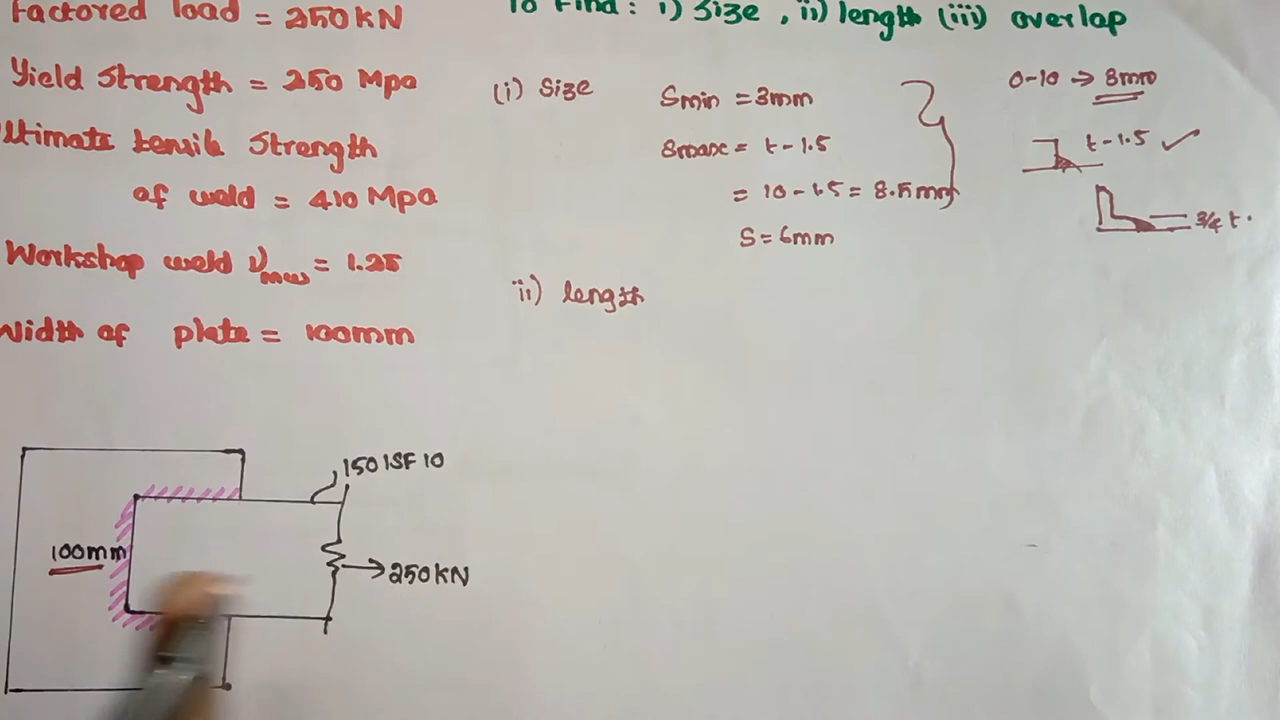 Factored load = 250 KN
To Find : i) Size , ii) length (iii) overlap
Yield Strength = 250 Mpa
Ultimate tensile Strength
of weld = 410 Mpa
Workshop weld γmw = 1.25
Width of plate = 100mm
(i) Size
Smin = 3mm
Smax = t - 1.5
= 10 - 1.5 = 8.5mm
S = 6mm
0-10 → 3mm
t - 1.5 ✓
3/4 t .
ii) length
150 ISF 10
100mm
→ 250 KN